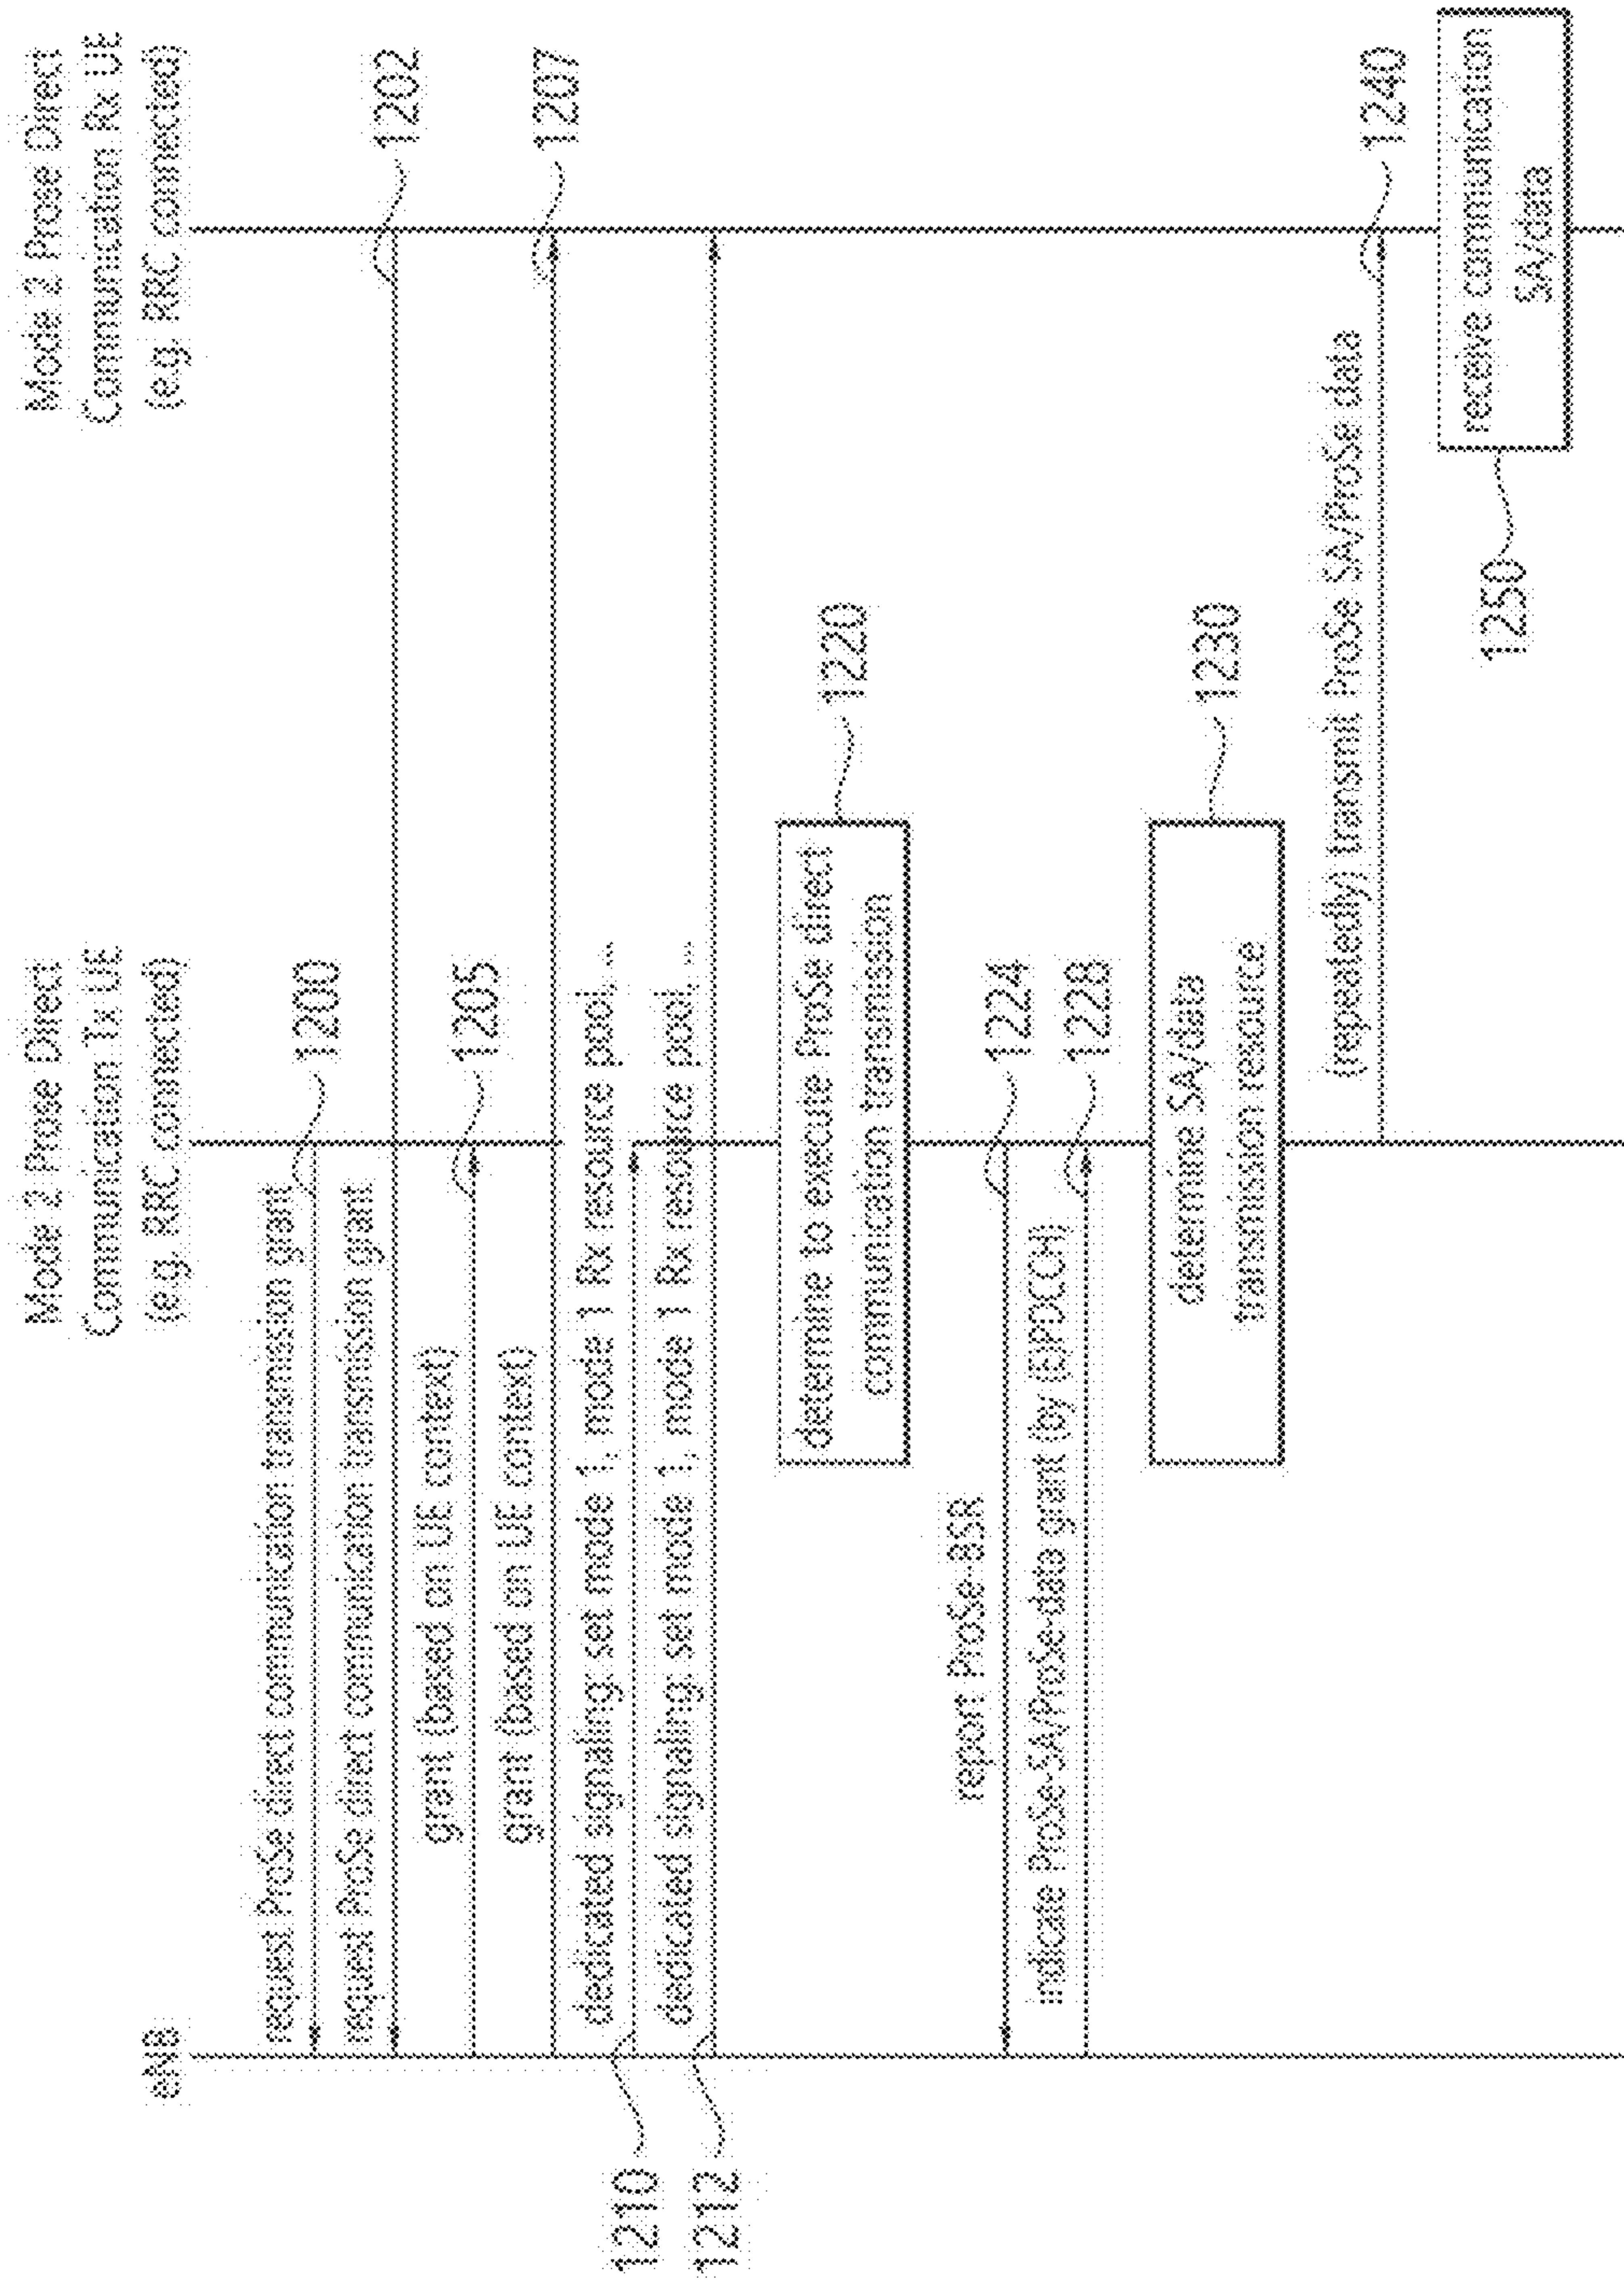 eNB
Mode 2 Prose Direct
Communication Tx UE
(e.g. RRC connected)
Mode 2 Prose Direct
Communication Rx UE
(e.g. RRC connected)
request ProSe direct communication transmission grant
1200
request ProSe direct communication transmission grant
1202
grant (based on UE context)
1205
grant (based on UE context)
1207
dedicated signaling set mode 1, mode 1 Rx resource pool,...
1210
dedicated signaling set mode 1, mode 1 Rx resource pool,...
1212
determine to execute ProSe direct
communication transmission
1220
report ProSe-BSR
1224
indicate ProSe-SA/ProSe-data grant (by (E)PDCCH)
1228
determine SA/data
transmission resource
1230
(repeatedly) transmit ProSe SA/ProSe data
1240
receive communication
SA/data
1250